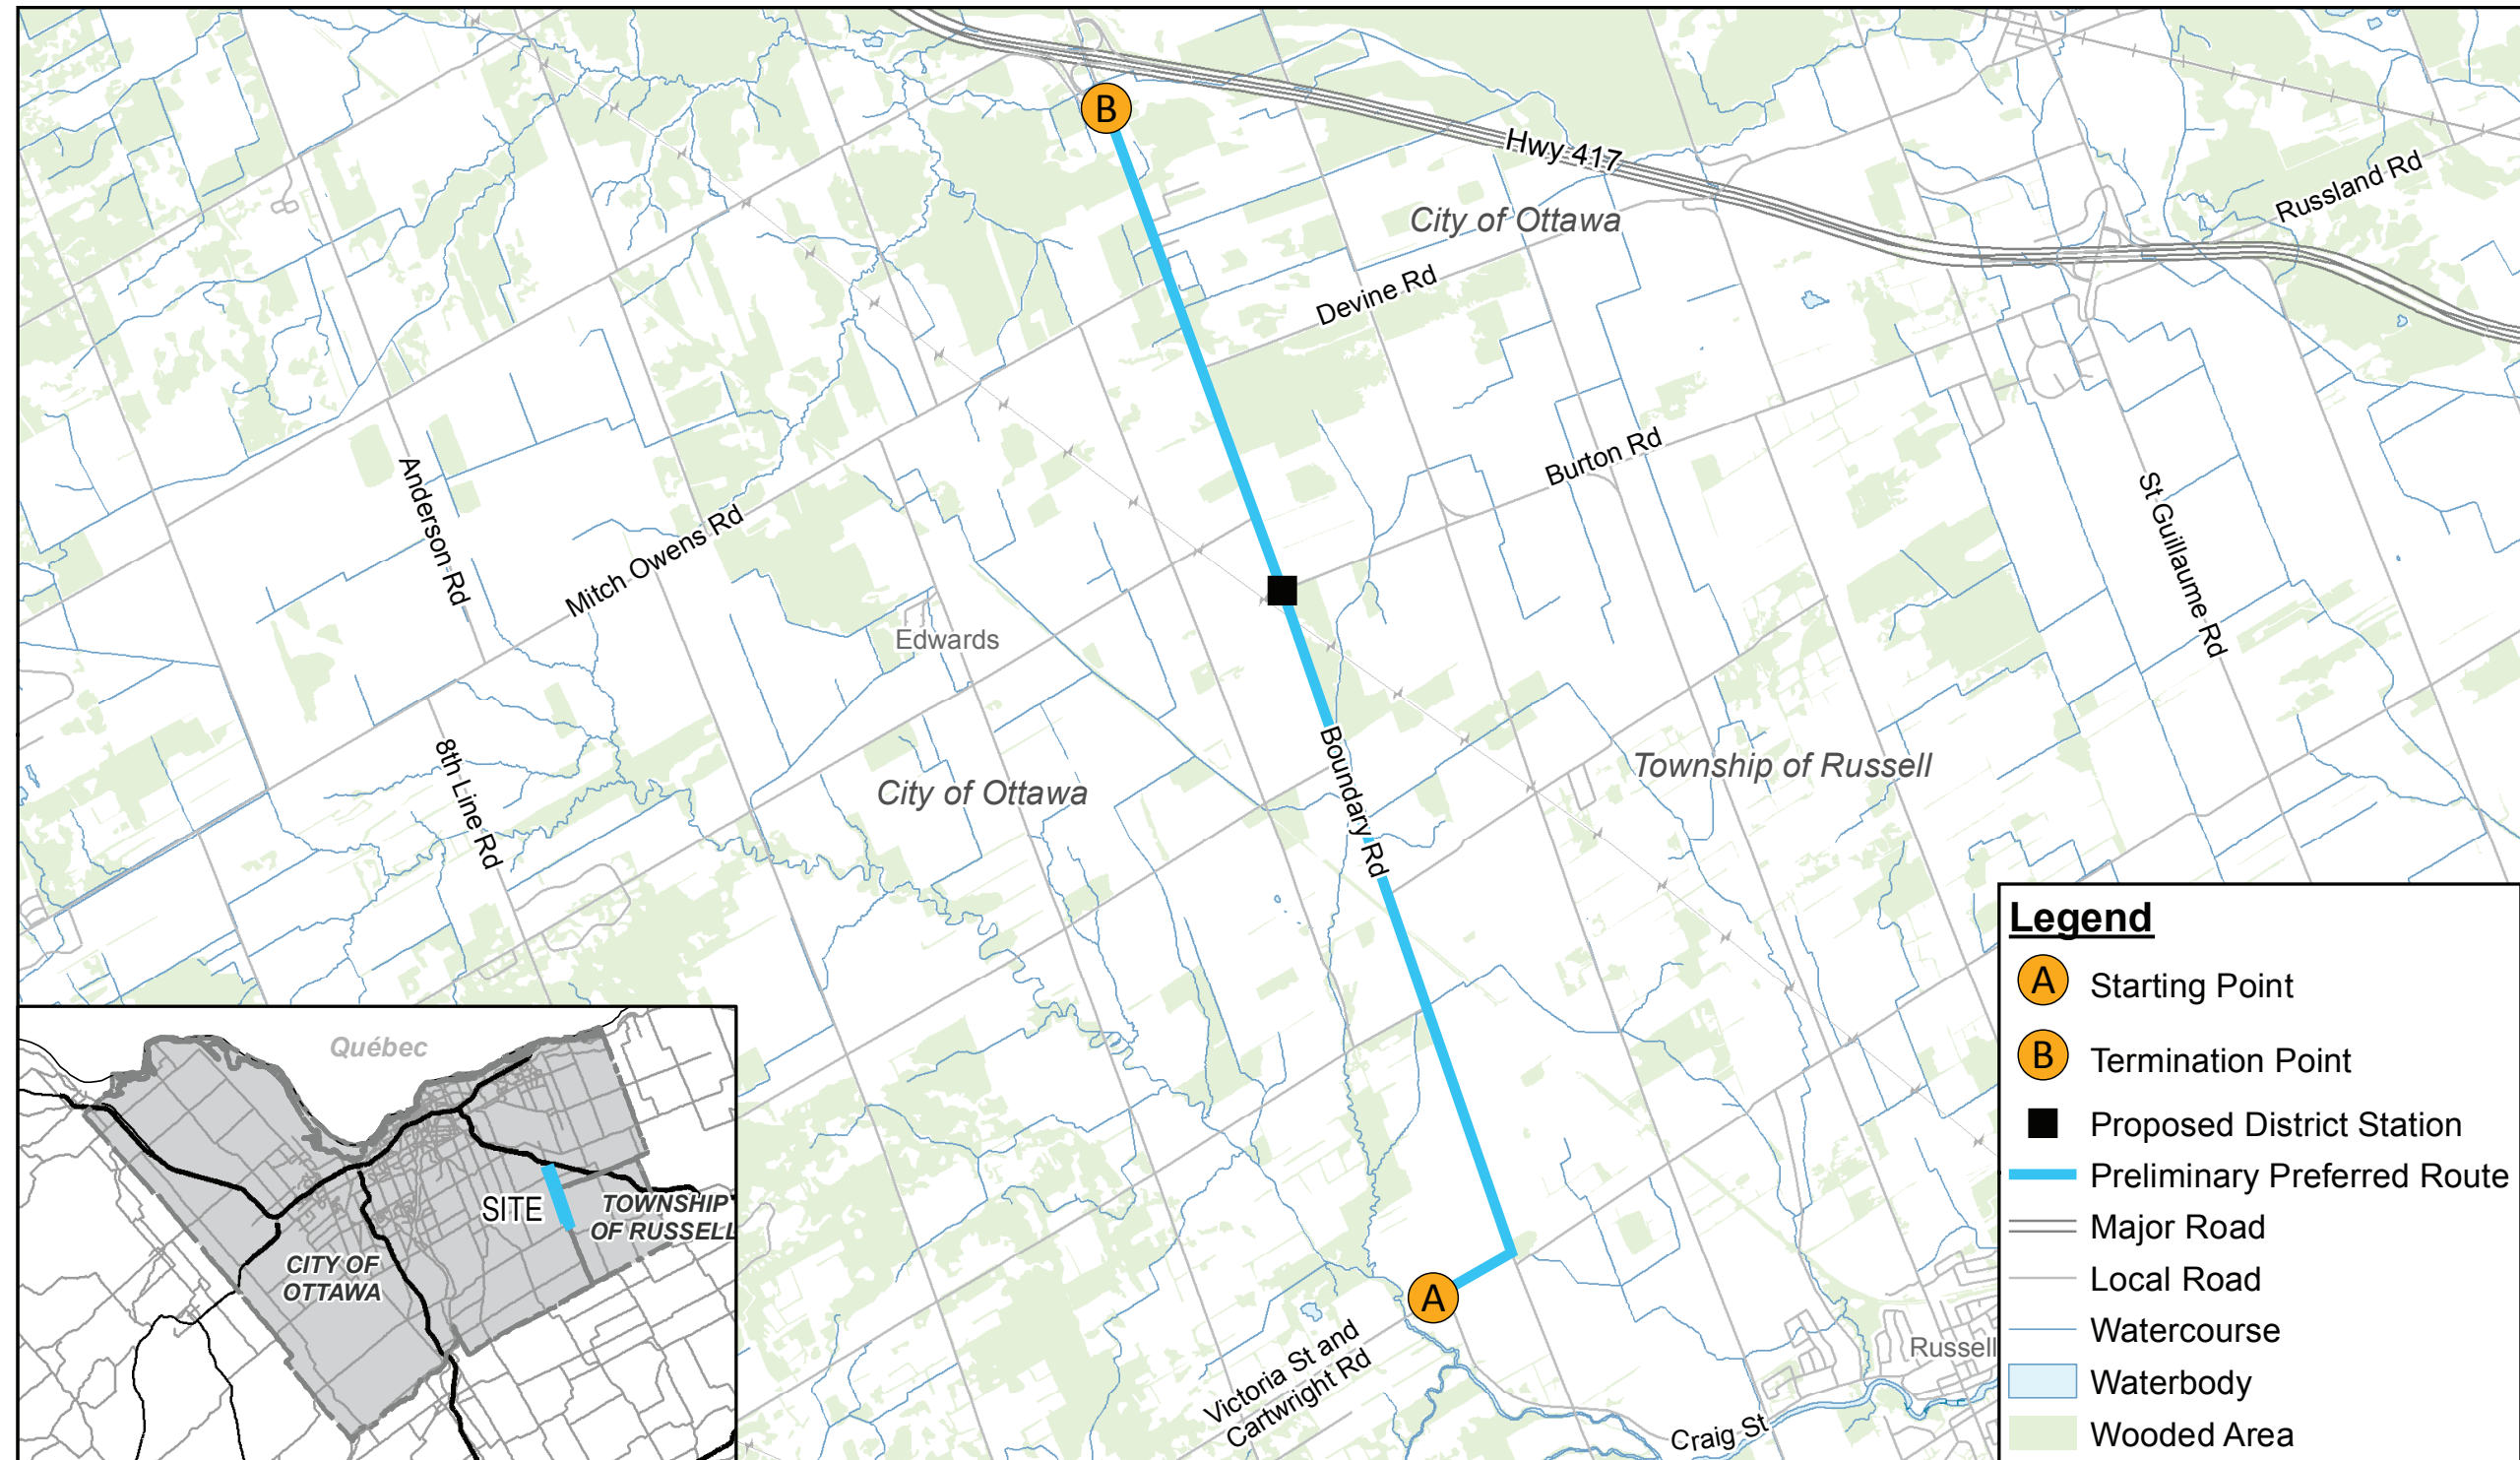 B
Hwy 417
Russland Rd
City of Ottawa
Devine Rd
Burton Rd
Anderson Rd
Mitch Owens Rd
St Guillaume Rd
Edwards
8th Line Rd
City of Ottawa
Boundary Rd
Township of Russell
A
Victoria St and
Cartwright Rd
Craig St
Russell
Québec
SITE
TOWNSHIP
OF RUSSELL
CITY OF
OTTAWA
Legend
A Starting Point
B Termination Point
Proposed District Station
Preliminary Preferred Route
Major Road
Local Road
Watercourse
Waterbody
Wooded Area